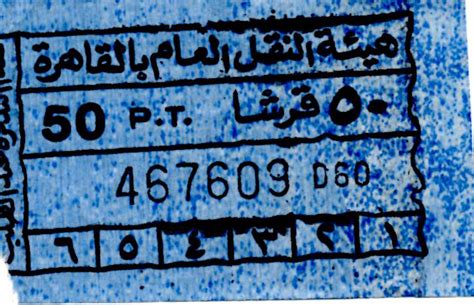 هيئة النقل العام بالقاهرة
٥٠ قرشا 50 P.T.
467609 D60
١ ٢ ٣ ٤ ٥ ٦